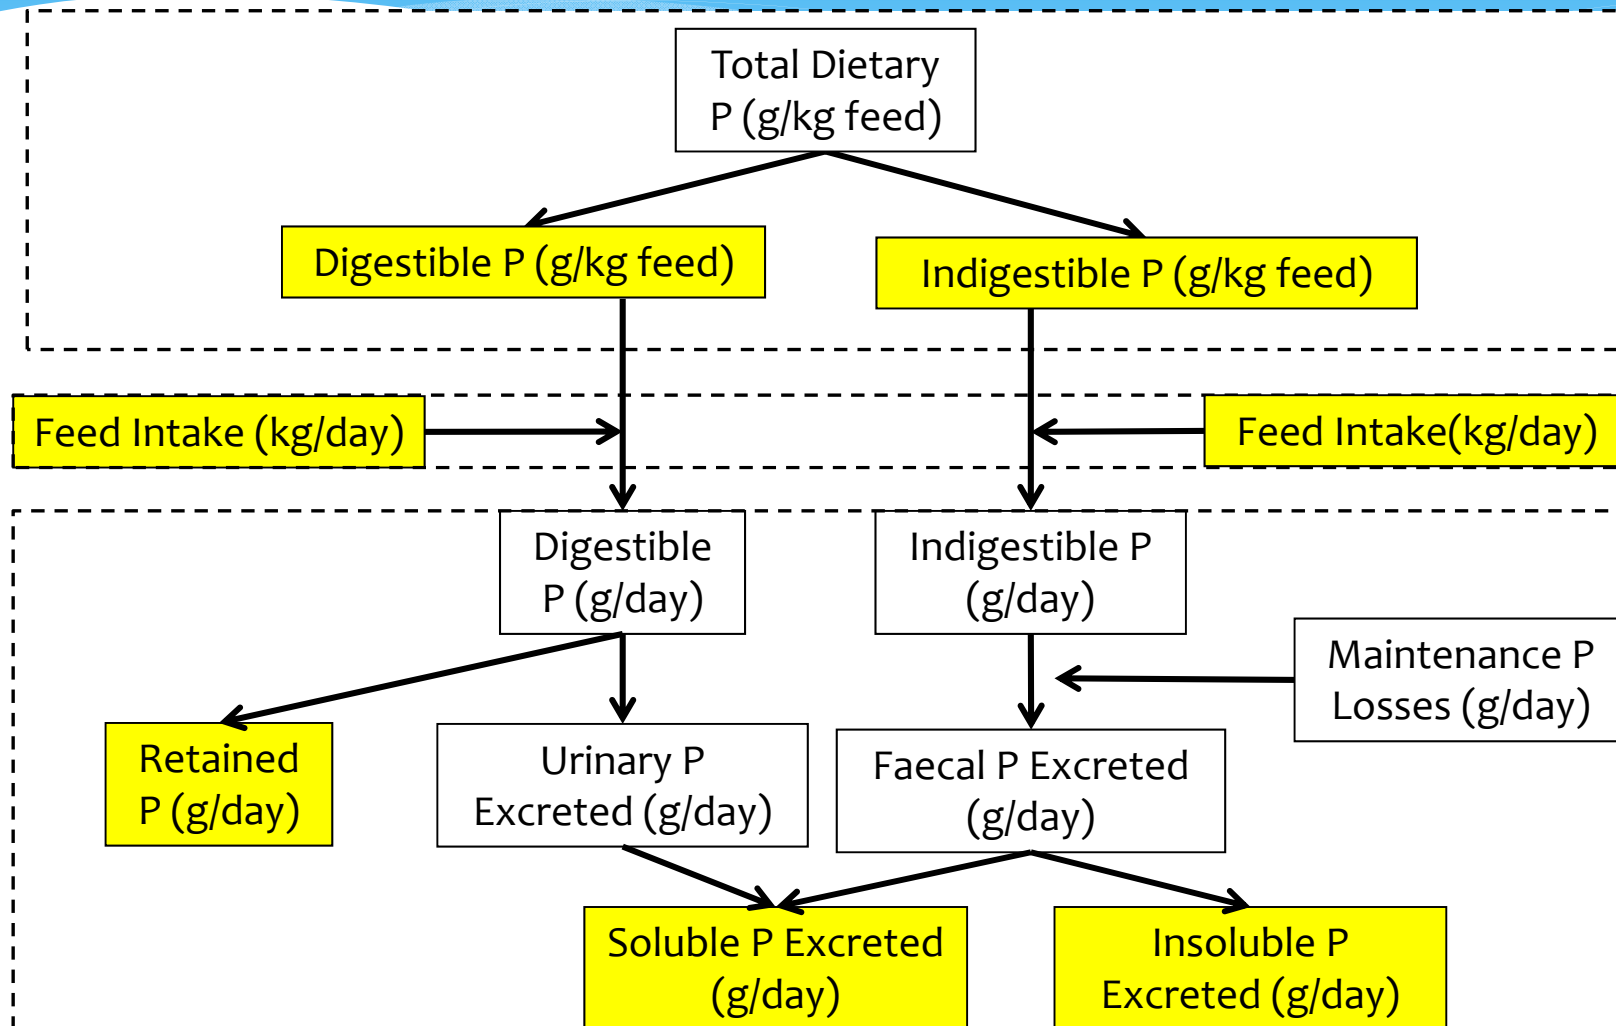 Total Dietary
P (g/kg feed)
Digestible P (g/kg feed)
Indigestible P (g/kg feed)
Feed Intake (kg/day)
Feed Intake(kg/day)
Digestible
P (g/day)
Indigestible P
(g/day)
Maintenance P
Losses (g/day)
Retained
P (g/day)
Urinary P
Excreted (g/day)
Faecal P Excreted
(g/day)
Soluble P Excreted
(g/day)
Insoluble P
Excreted (g/day)